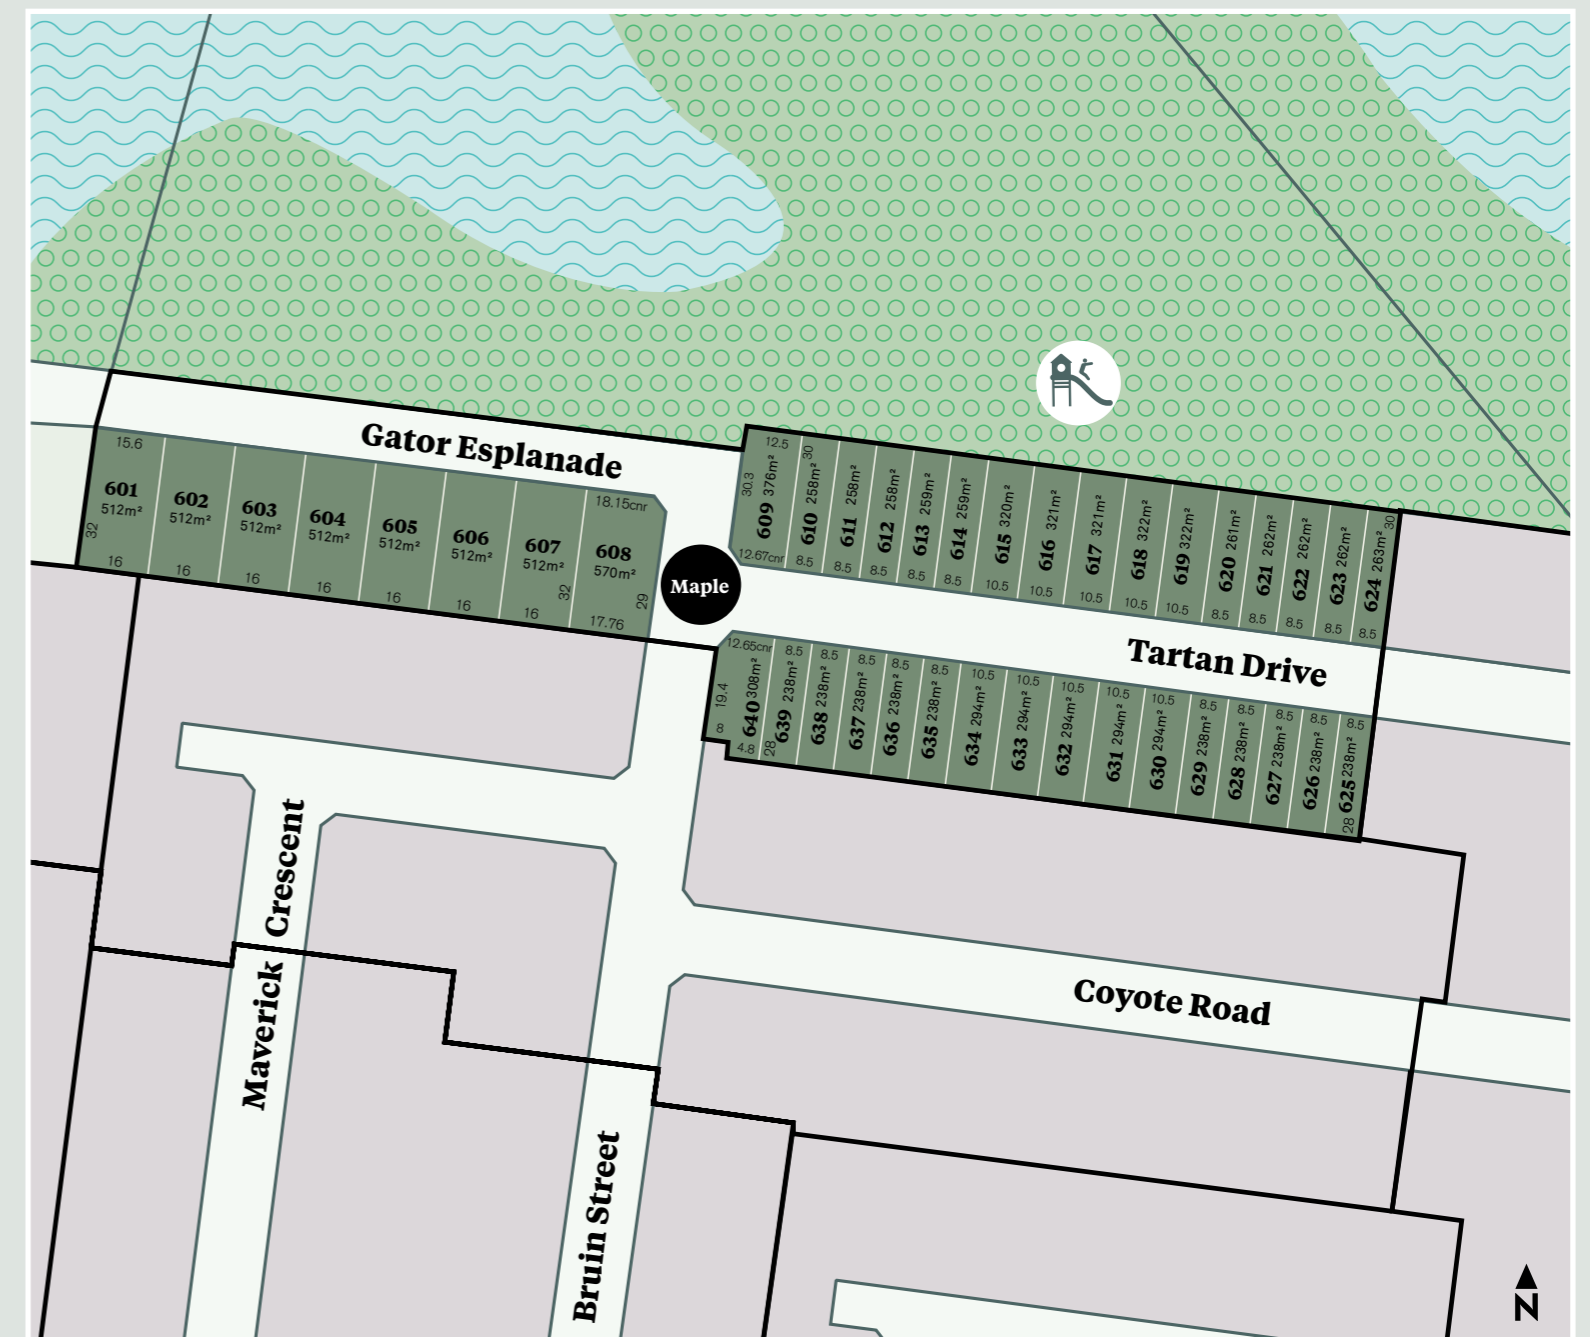 Gator Esplanade
15.6
601
512m²
32
16
602
512m²
16
603
512m²
16
604
512m²
16
605
512m²
16
606
512m²
16
607
512m²
32
16
18.15cnr
608
570m²
29
17.76
Maple
12.5
30.3
609 376m²
12.67cnr
30
610 258m²
8.5
611 258m²
8.5
612 258m²
8.5
613 259m²
8.5
614 259m²
8.5
615 320m²
10.5
616 321m²
10.5
617 321m²
10.5
618 322m²
10.5
619 322m²
10.5
620 261m²
8.5
621 262m²
8.5
622 262m²
8.5
623 262m²
8.5
30
624 263m²
8.5
Tartan Drive
12.65cnr
19.4
8
4.8
640 308m²
28
8.5
639 238m²
8.5
638 238m²
8.5
637 238m²
8.5
636 238m²
8.5
635 238m²
10.5
634 294m²
10.5
633 294m²
10.5
632 294m²
10.5
631 294m²
10.5
630 294m²
8.5
629 238m²
8.5
628 238m²
8.5
627 238m²
8.5
626 238m²
8.5
625 238m²
28
Maverick Crescent
Coyote Road
Bruin Street
N